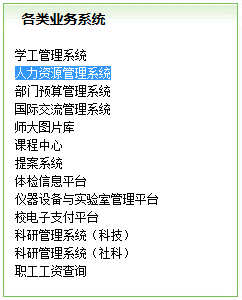 各类业务系统
学工管理系统
人力资源管理系统
部门预算管理系统
国际交流管理系统
师大图片库
课程中心
提案系统
体检信息平台
仪器设备与实验室管理平台
校电子支付平台
科研管理系统（科技）
科研管理系统（社科）
职工工资查询